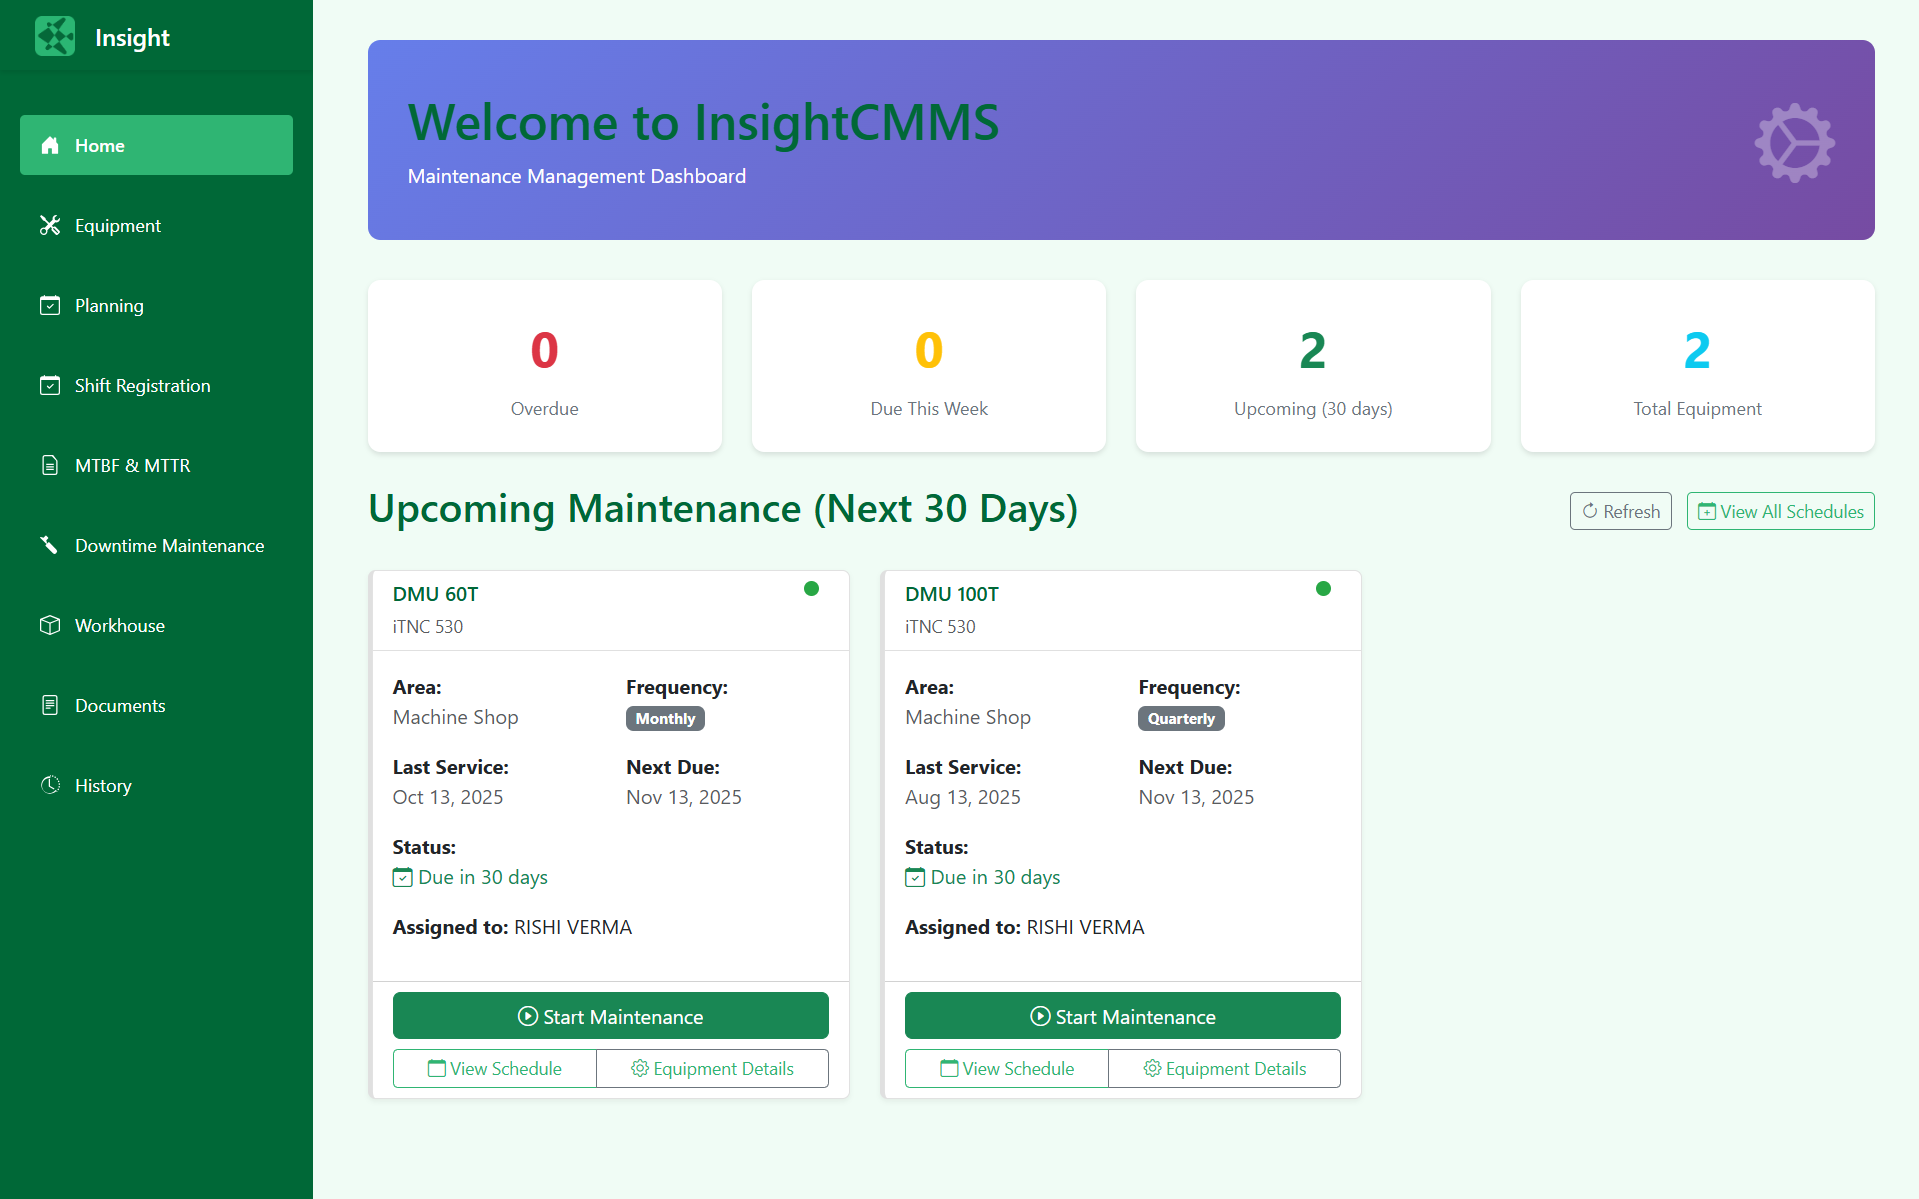 Insight
Home
Equipment
Planning
Shift Registration
MTBF & MTTR
Downtime Maintenance
Workhouse
Documents
History
Welcome to InsightCMMS
Maintenance Management Dashboard
0
Overdue
0
Due This Week
2
Upcoming (30 days)
2
Total Equipment
Upcoming Maintenance (Next 30 Days)
Refresh
View All Schedules
DMU 60T
iTNC 530
Area:
Machine Shop
Frequency:
Monthly
Last Service:
Oct 13, 2025
Next Due:
Nov 13, 2025
Status:
Due in 30 days
Assigned to: RISHI VERMA
Start Maintenance
View Schedule
Equipment Details
DMU 100T
iTNC 530
Area:
Machine Shop
Frequency:
Quarterly
Last Service:
Aug 13, 2025
Next Due:
Nov 13, 2025
Status:
Due in 30 days
Assigned to: RISHI VERMA
Start Maintenance
View Schedule
Equipment Details